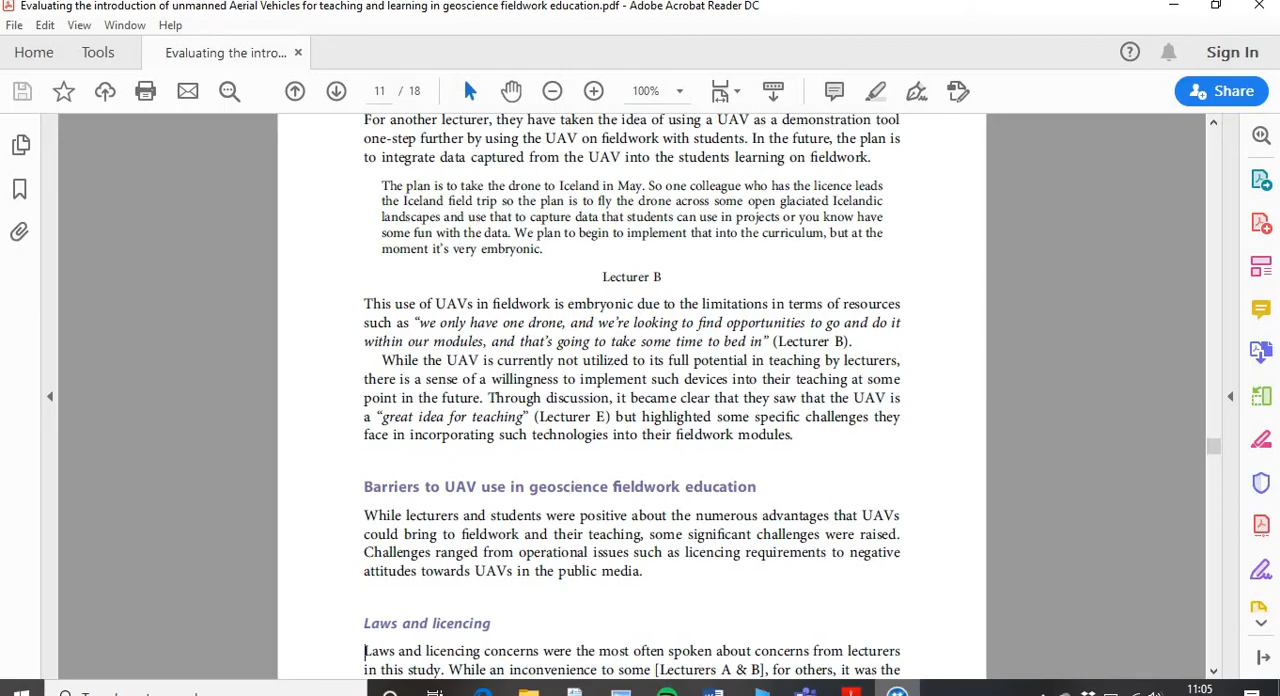 Evaluating the introduction of unmanned Aerial Vehicles for teaching and learning in geoscience fieldwork education.pdf - Adobe Acrobat Reader DC
File Edit View Window Help
Home Tools Evaluating the intro... × Sign In
11 / 18 100% Share
For another lecturer, they have taken the idea of using a UAV as a demonstration tool
one-step further by using the UAV on fieldwork with students. In the future, the plan is
to integrate data captured from the UAV into the students learning on fieldwork.
The plan is to take the drone to Iceland in May. So one colleague who has the licence leads
the Iceland field trip so the plan is to fly the drone across some open glaciated Icelandic
landscapes and use that to capture data that students can use in projects or you know have
some fun with the data. We plan to begin to implement that into the curriculum, but at the
moment it's very embryonic.
Lecturer B
This use of UAVs in fieldwork is embryonic due to the limitations in terms of resources
such as “we only have one drone, and we're looking to find opportunities to go and do it
within our modules, and that's going to take some time to bed in” (Lecturer B).
While the UAV is currently not utilized to its full potential in teaching by lecturers,
there is a sense of a willingness to implement such devices into their teaching at some
point in the future. Through discussion, it became clear that they saw that the UAV is
a “great idea for teaching” (Lecturer E) but highlighted some specific challenges they
face in incorporating such technologies into their fieldwork modules.
Barriers to UAV use in geoscience fieldwork education
While lecturers and students were positive about the numerous advantages that UAVs
could bring to fieldwork and their teaching, some significant challenges were raised.
Challenges ranged from operational issues such as licencing requirements to negative
attitudes towards UAVs in the public media.
Laws and licencing
Laws and licencing concerns were the most often spoken about concerns from lecturers
in this study. While an inconvenience to some [Lecturers A & B], for others, it was the
11:05